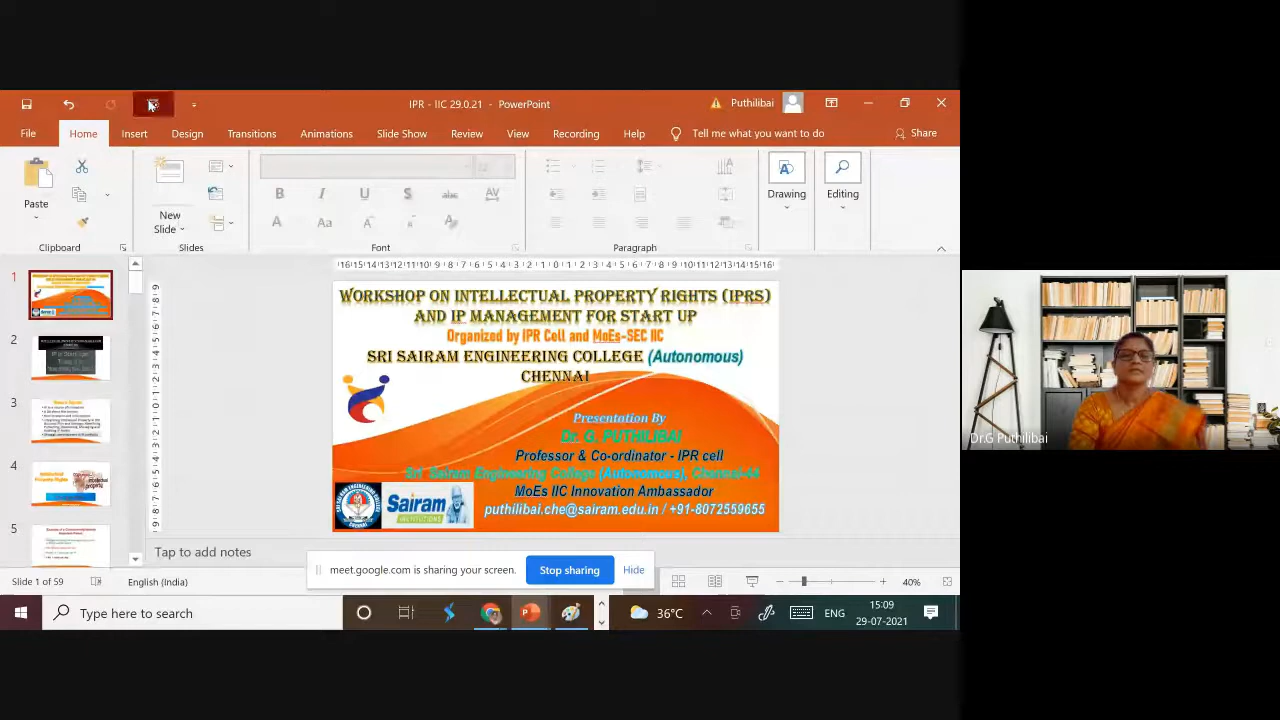 IPR - IIC 29.0.21 - PowerPoint
Puthilibai
File Home Insert Design Transitions Animations Slide Show Review View Recording Help Tell me what you want to do Share
Paste
New
Slide
Drawing
Editing
Clipboard
Slides
Font
Paragraph
1
2
3
4
5
WORKSHOP ON INTELLECTUAL PROPERTY RIGHTS (IPRS)
AND IP MANAGEMENT FOR START UP
Organized by IPR Cell and MoEs-SEC IIC
SRI SAIRAM ENGINEERING COLLEGE (Autonomous)
CHENNAI
Presentation By
Dr. G. PUTHILIBAI
Professor & Co-ordinator - IPR cell
Sri Sairam Engineering College (Autonomous), Chennai-44
MoEs IIC Innovation Ambassador
puthilibai.che@sairam.edu.in / +91-8072559655
Sairam
INSTITUTIONS
Tap to add notes
meet.google.com is sharing your screen.
Stop sharing
Hide
Slide 1 of 59
English (India)
40%
Type here to search
36°C
ENG
15:09
29-07-2021
Dr.G Puthilibai